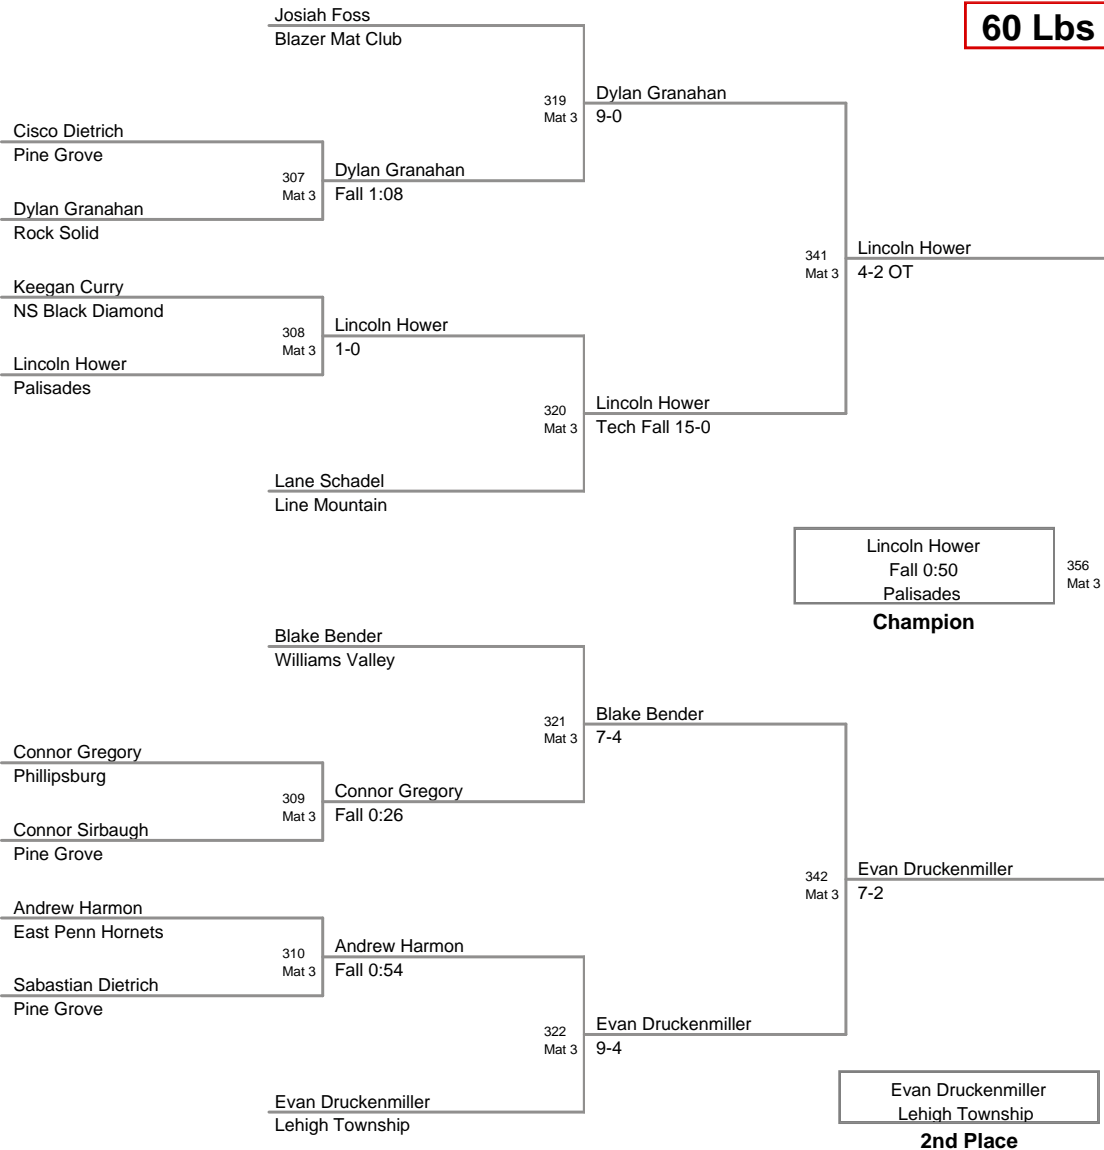 60 Lbs
Josiah Foss
Blazer Mat Club
319
Mat 3
Dylan Granahan
9-0
Cisco Dietrich
Pine Grove
307
Mat 3
Dylan Granahan
Fall 1:08
Dylan Granahan
Rock Solid
341
Mat 3
Lincoln Hower
4-2 OT
Keegan Curry
NS Black Diamond
308
Mat 3
Lincoln Hower
1-0
Lincoln Hower
Palisades
320
Mat 3
Lincoln Hower
Tech Fall 15-0
Lane Schadel
Line Mountain
Lincoln Hower
Fall 0:50
Palisades
356
Mat 3
Champion
Blake Bender
Williams Valley
321
Mat 3
Blake Bender
7-4
Connor Gregory
Phillipsburg
309
Mat 3
Connor Gregory
Fall 0:26
Connor Sirbaugh
Pine Grove
342
Mat 3
Evan Druckenmiller
7-2
Andrew Harmon
East Penn Hornets
310
Mat 3
Andrew Harmon
Fall 0:54
Sabastian Dietrich
Pine Grove
322
Mat 3
Evan Druckenmiller
9-4
Evan Druckenmiller
Lehigh Township
Evan Druckenmiller
Lehigh Township
2nd Place